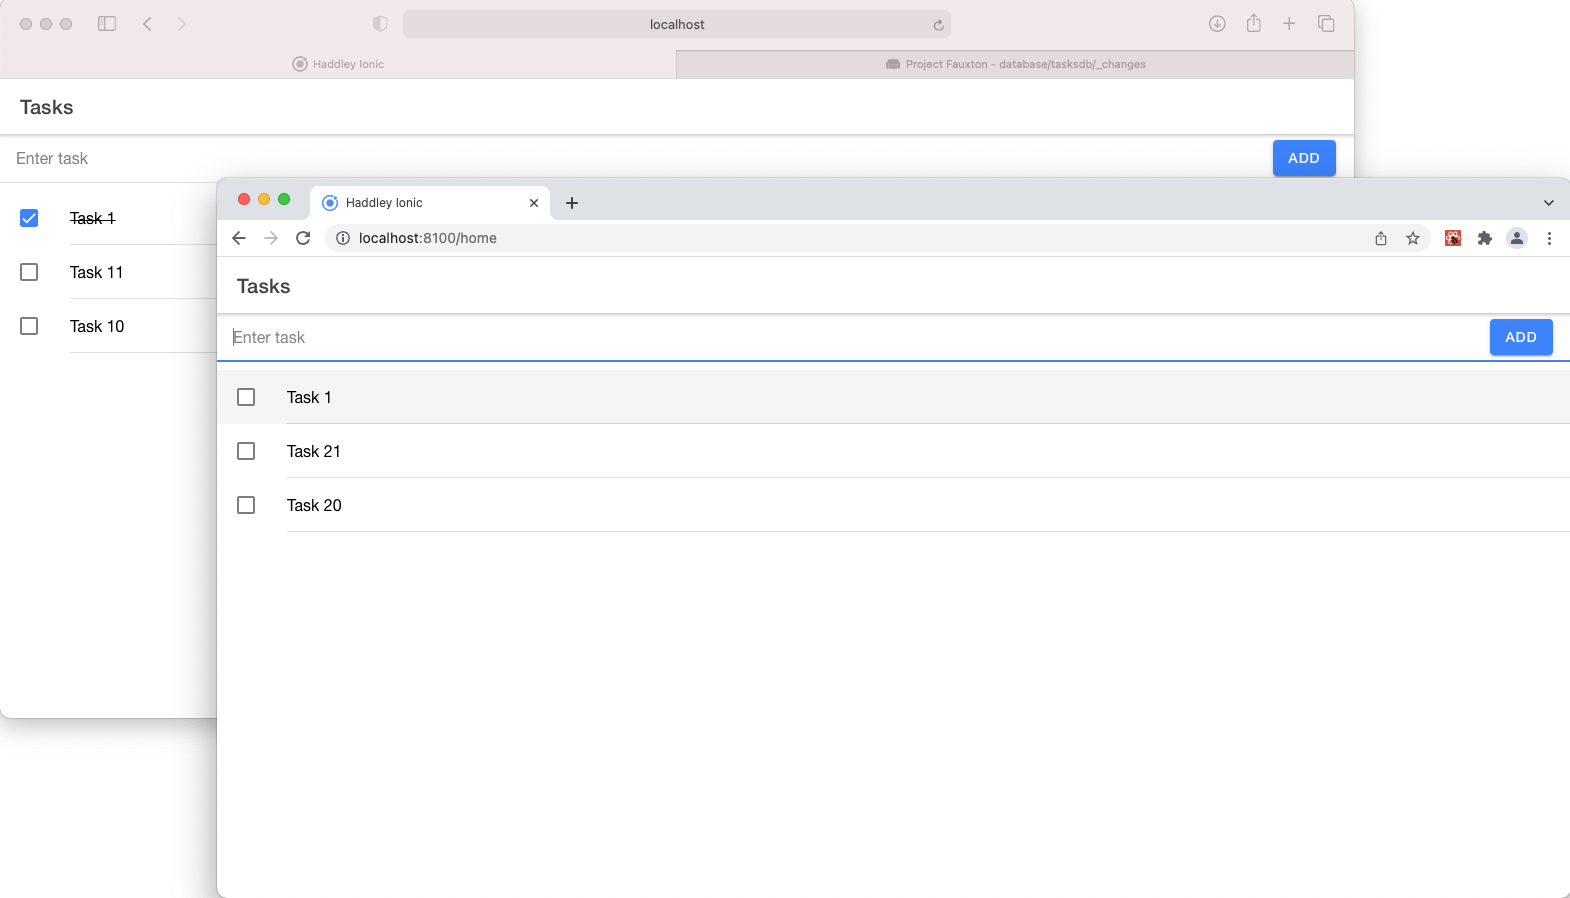 localhost
Haddley Ionic
Project Fauxton - database/tasksdb/_changes
Tasks
Enter task
ADD
Task 1
Task 11
Task 10
Haddley Ionic
localhost:8100/home
Tasks
Enter task
ADD
Task 1
Task 21
Task 20